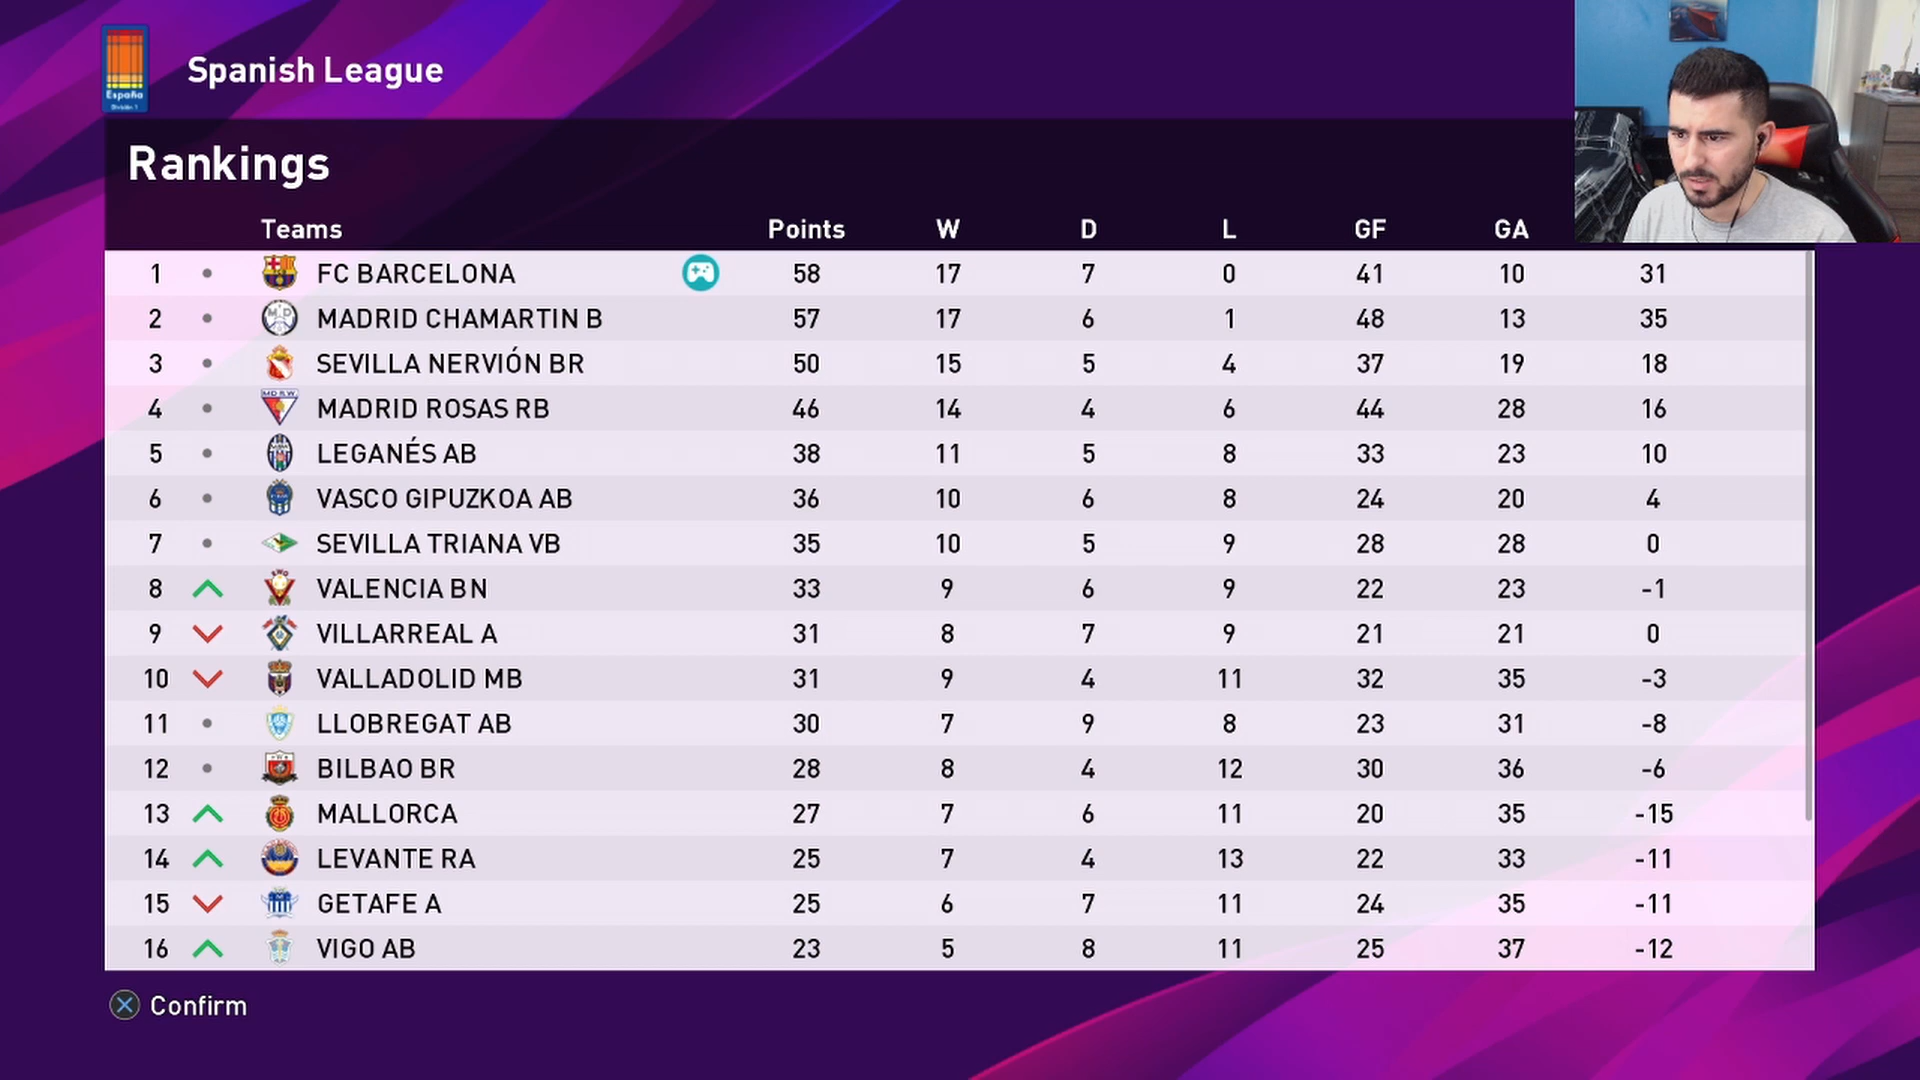 España
División 1
Spanish League
Rankings
Teams Points W D L GF GA
1 FC BARCELONA 58 17 7 0 41 10 31
2 MADRID CHAMARTIN B 57 17 6 1 48 13 35
3 SEVILLA NERVIÓN BR 50 15 5 4 37 19 18
4 MADRID ROSAS RB 46 14 4 6 44 28 16
5 LEGANÉS AB 38 11 5 8 33 23 10
6 VASCO GIPUZKOA AB 36 10 6 8 24 20 4
7 SEVILLA TRIANA VB 35 10 5 9 28 28 0
8 VALENCIA BN 33 9 6 9 22 23 -1
9 VILLARREAL A 31 8 7 9 21 21 0
10 VALLADOLID MB 31 9 4 11 32 35 -3
11 LLOBREGAT AB 30 7 9 8 23 31 -8
12 BILBAO BR 28 8 4 12 30 36 -6
13 MALLORCA 27 7 6 11 20 35 -15
14 LEVANTE RA 25 7 4 13 22 33 -11
15 GETAFE A 25 6 7 11 24 35 -11
16 VIGO AB 23 5 8 11 25 37 -12
Confirm